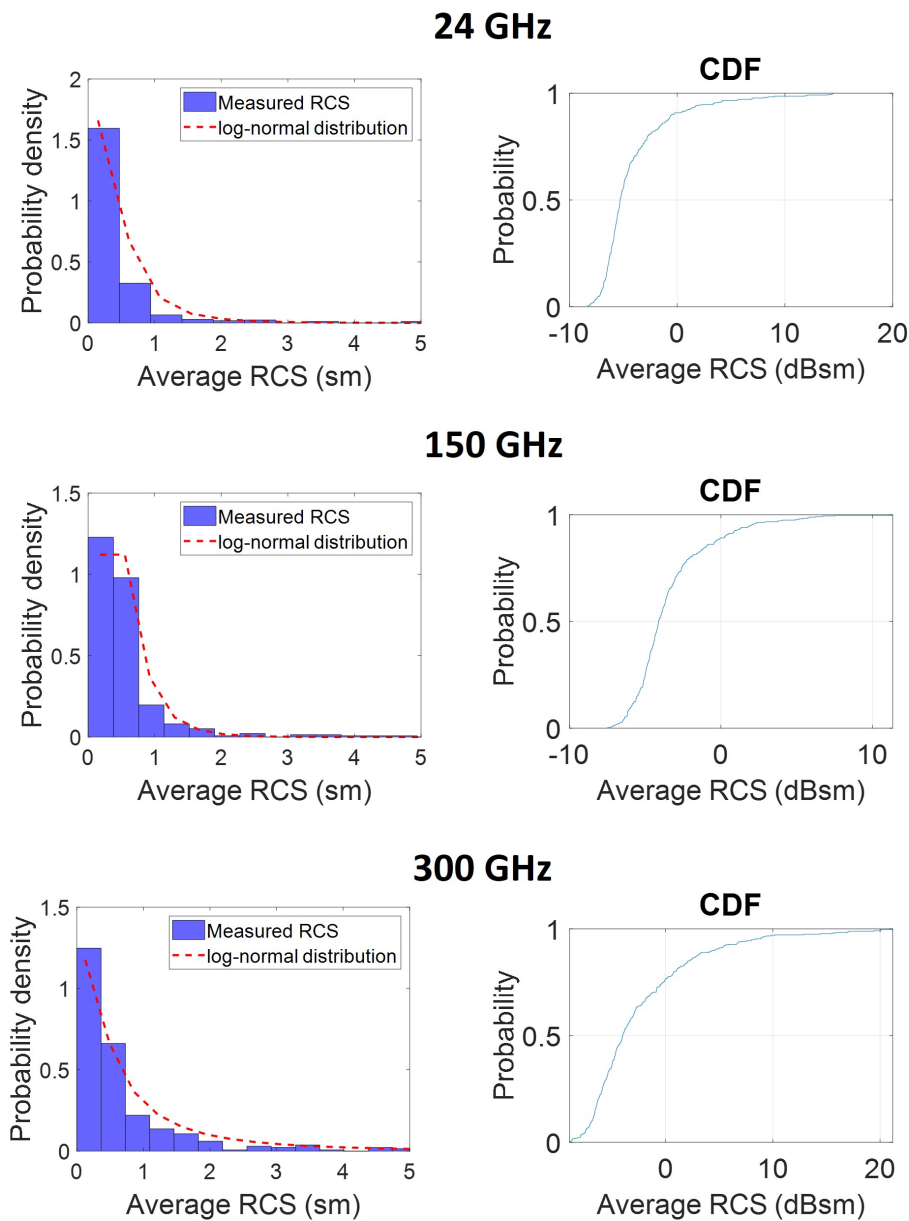 24 GHz
2
1.5
1
0.5
0
0 1 2 3 4 5
Probability density
Average RCS (sm)
Measured RCS
log-normal distribution
CDF
1
0.5
0
-10 0 10 20
Probability
Average RCS (dBsm)
150 GHz
1.5
1
0.5
0
0 1 2 3 4 5
Probability density
Average RCS (sm)
Measured RCS
log-normal distribution
CDF
1
0.5
0
-10 0 10
Probability
Average RCS (dBsm)
300 GHz
1.5
1
0.5
0
0 1 2 3 4 5
Probability density
Average RCS (sm)
Measured RCS
log-normal distribution
CDF
1
0.5
0
0 10 20
Probability
Average RCS (dBsm)